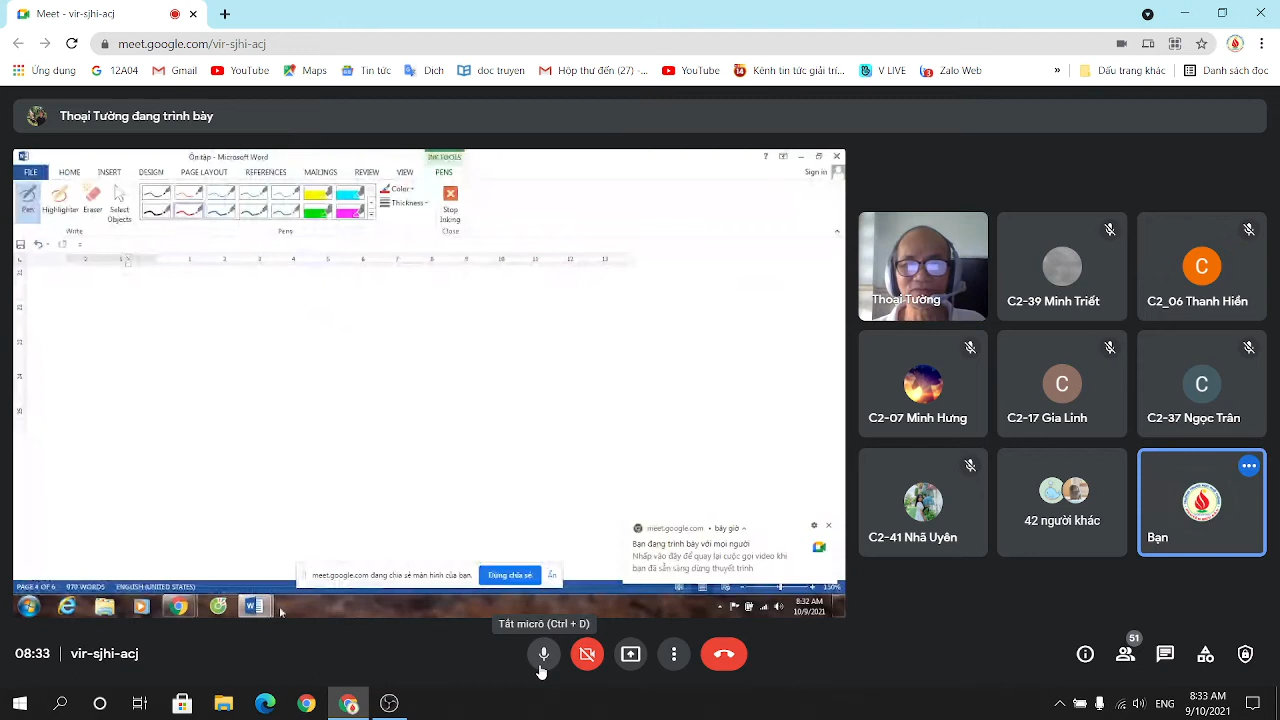 Meet - vir-sjhi-acj
meet.google.com/vir-sjhi-acj
Ứng dụng 12A04 Gmail YouTube Maps Tin tức Dịch doc truyen Hộp thư đến (27) -... YouTube Kênh tin tức giải trí... V LIVE Zalo Web » Dấu trang khác Danh sách đọc
Thoại Tường đang trình bày
Ôn tập - Microsoft Word INK TOOLS
FILE HOME INSERT DESIGN PAGE LAYOUT REFERENCES MAILINGS REVIEW VIEW PENS Sign in
Pen Highlighter Eraser Select Objects Color Thickness Stop Inking
Write Pens Close
Thoại Tường
C2-39 Minh Triết
C2_06 Thanh Hiền
C2-07 Minh Hưng
C2-17 Gia Linh
C2-37 Ngọc Trân
C2-41 Nhã Uyên
42 người khác
Bạn
meet.google.com • bây giờ
Bạn đang trình bày với mọi người
Nhấp vào đây để quay lại cuộc gọi video khi
bạn đã sẵn sàng dừng thuyết trình
meet.google.com đang chia sẻ màn hình của bạn. Dừng chia sẻ Ẩn
PAGE 4 OF 6 970 WORDS ENGLISH (UNITED STATES) 150%
8:32 AM
10/9/2021
Tắt micrô (Ctrl + D)
08:33 vir-sjhi-acj
51
ENG
8:33 AM
9/10/2021